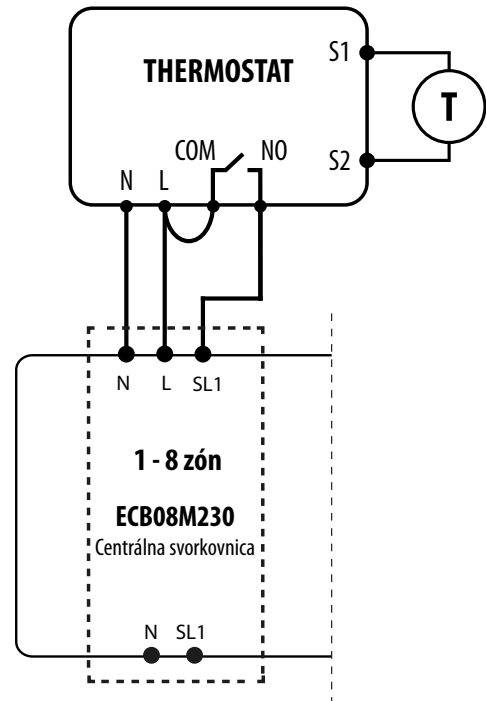 THERMOSTAT
S1
T
COM NO
S2
N L
N L SL1
1 - 8 zón
ECB08M230
Centrálna svorkovnica
N SL1